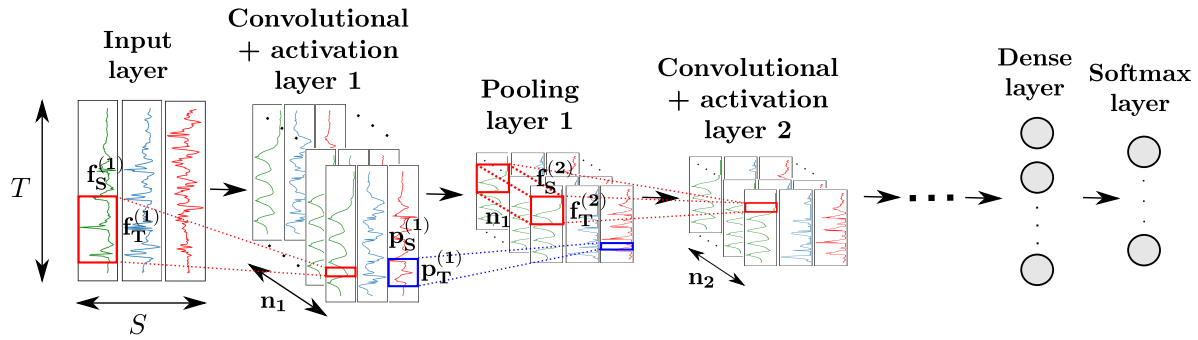 Input
layer
Convolutional
+ activation
layer 1
Pooling
layer 1
Convolutional
+ activation
layer 2
Dense
layer
Softmax
layer
T
S
f_S^(1)
f_T^(1)
n_1
p_S^(1)
p_T^(1)
f_S^(2)
n_1
f_T^(2)
n_2